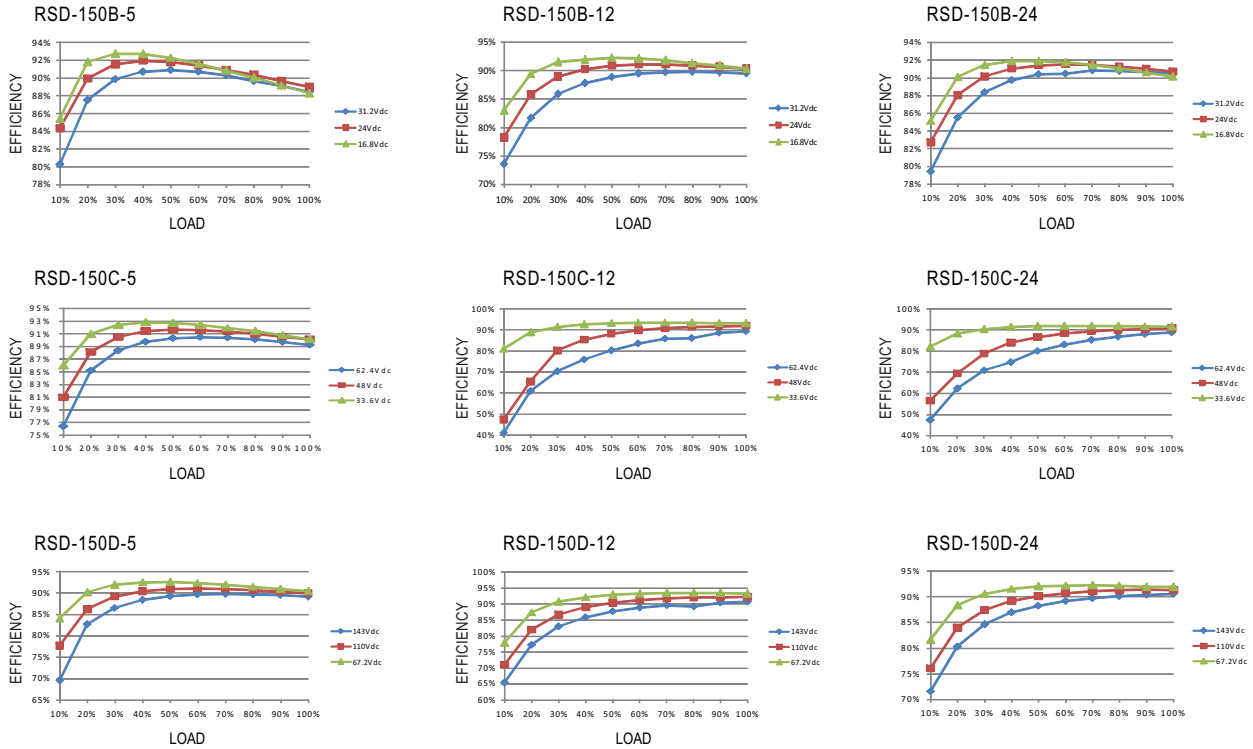 RSD-150B-5
94%
92%
90%
88%
86%
84%
82%
80%
78%
EFFICIENCY
10% 20% 30% 40% 50% 60% 70% 80% 90% 100%
LOAD
31.2Vdc
24Vdc
16.8Vdc
RSD-150B-12
95%
90%
85%
80%
75%
70%
EFFICIENCY
10% 20% 30% 40% 50% 60% 70% 80% 90% 100%
LOAD
31.2Vdc
24Vdc
16.8Vdc
RSD-150B-24
94%
92%
90%
88%
86%
84%
82%
80%
78%
EFFICIENCY
10% 20% 30% 40% 50% 60% 70% 80% 90% 100%
LOAD
31.2Vdc
24Vdc
16.8Vdc
RSD-150C-5
95%
93%
91%
89%
87%
85%
83%
81%
79%
77%
75%
EFFICIENCY
10% 20% 30% 40% 50% 60% 70% 80% 90% 100%
LOAD
62.4Vdc
48Vdc
33.6Vdc
RSD-150C-12
100%
90%
80%
70%
60%
50%
40%
EFFICIENCY
10% 20% 30% 40% 50% 60% 70% 80% 90% 100%
LOAD
62.4Vdc
48Vdc
33.6Vdc
RSD-150C-24
100%
90%
80%
70%
60%
50%
40%
EFFICIENCY
10% 20% 30% 40% 50% 60% 70% 80% 90% 100%
LOAD
62.4Vdc
48Vdc
33.6Vdc
RSD-150D-5
95%
90%
85%
80%
75%
70%
65%
EFFICIENCY
10% 20% 30% 40% 50% 60% 70% 80% 90% 100%
LOAD
143Vdc
110Vdc
67.2Vdc
RSD-150D-12
100%
95%
90%
85%
80%
75%
70%
65%
60%
EFFICIENCY
10% 20% 30% 40% 50% 60% 70% 80% 90% 100%
LOAD
143Vdc
110Vdc
67.2Vdc
RSD-150D-24
95%
90%
85%
80%
75%
70%
EFFICIENCY
10% 20% 30% 40% 50% 60% 70% 80% 90% 100%
LOAD
143Vdc
110Vdc
67.2Vdc